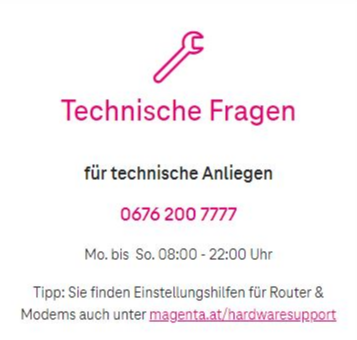 Technische Fragen
für technische Anliegen
0676 200 7777
Mo. bis So. 08:00 - 22:00 Uhr
Tipp: Sie finden Einstellungshilfen für Router &
Modems auch unter magenta.at/hardwaresupport